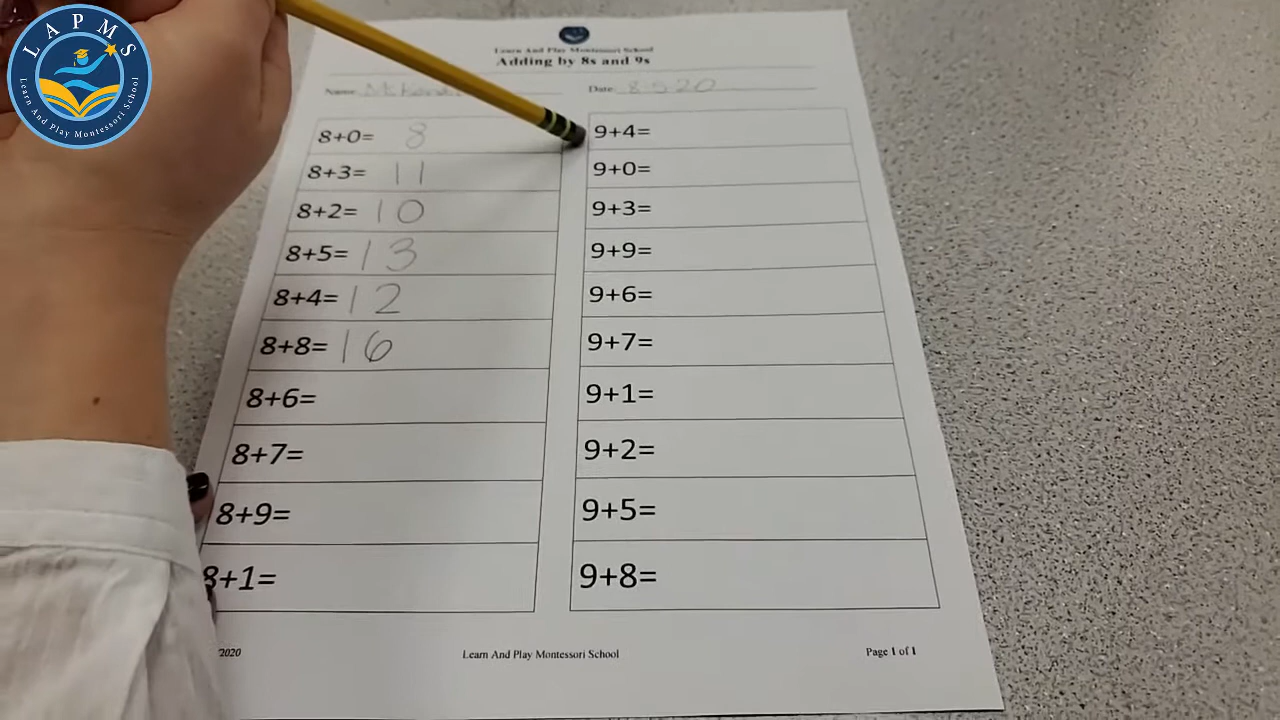 LAPMS
Learn And Play Montessori School
Learn And Play Montessori School
Adding by 8s and 9s
Name:
Date: 8 5 20
8+0= 8
8+3= 11
8+2= 10
8+5= 13
8+4= 12
8+8= 16
8+6=
8+7=
8+9=
8+1=
9+4=
9+0=
9+3=
9+9=
9+6=
9+7=
9+1=
9+2=
9+5=
9+8=
/2020
Learn And Play Montessori School
Page 1 of 1